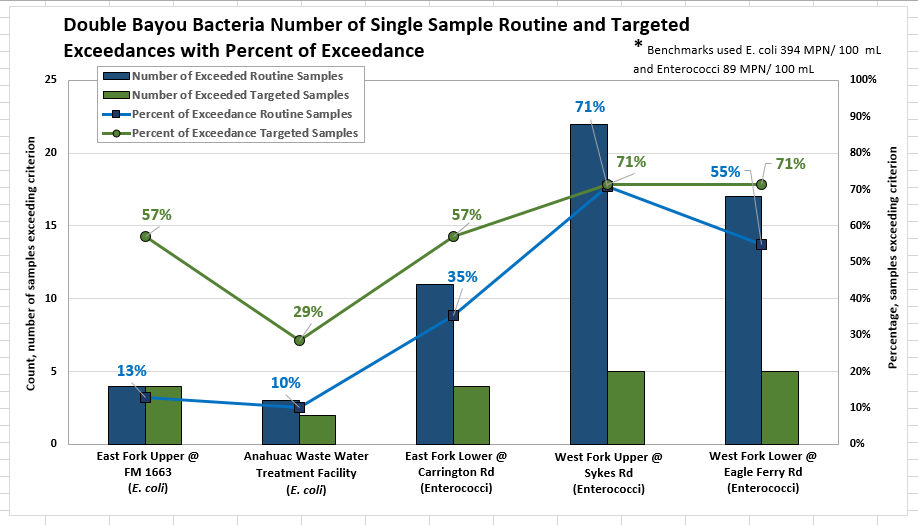 Double Bayou Bacteria Number of Single Sample Routine and Targeted
Exceedances with Percent of Exceedance
* Benchmarks used E. coli 394 MPN/ 100 mL
and Enterococci 89 MPN/ 100 mL
Number of Exceeded Routine Samples
Number of Exceeded Targeted Samples
Percent of Exceedance Routine Samples
Percent of Exceedance Targeted Samples
Count, number of samples exceeding criterion
25
20
15
10
5
0
57%
13%
29%
10%
57%
35%
71%
71%
55%
71%
100%
90%
80%
70%
60%
50%
40%
30%
20%
10%
0%
Percentage, samples exceeding criterion
East Fork Upper @
FM 1663
(E. coli)
Anahuac Waste Water
Treatment Facility
(E. coli)
East Fork Lower @
Carrington Rd
(Enterococci)
West Fork Upper @
Sykes Rd
(Enterococci)
West Fork Lower @
Eagle Ferry Rd
(Enterococci)